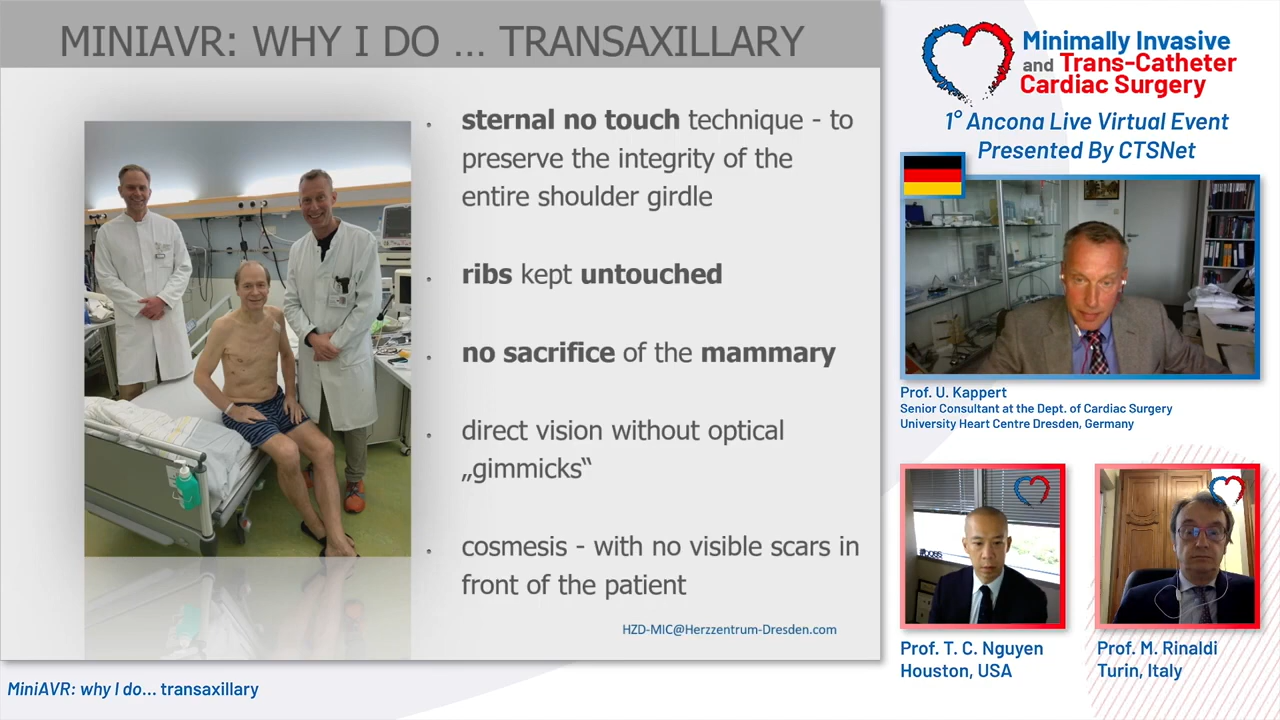 MINIAVR: WHY I DO ... TRANSAXILLARY
sternal no touch technique - to
preserve the integrity of the
entire shoulder girdle
ribs kept untouched
no sacrifice of the mammary
direct vision without optical
„gimmicks“
cosmesis - with no visible scars in
front of the patient
HZD-MIC@Herzzentrum-Dresden.com
MiniAVR: why I do... transaxillary
Minimally Invasive
and Trans-Catheter
Cardiac Surgery
1° Ancona Live Virtual Event
Presented By CTSNet
Prof. U. Kappert
Senior Consultant at the Dept. of Cardiac Surgery
University Heart Centre Dresden, Germany
Prof. T. C. Nguyen
Houston, USA
Prof. M. Rinaldi
Turin, Italy